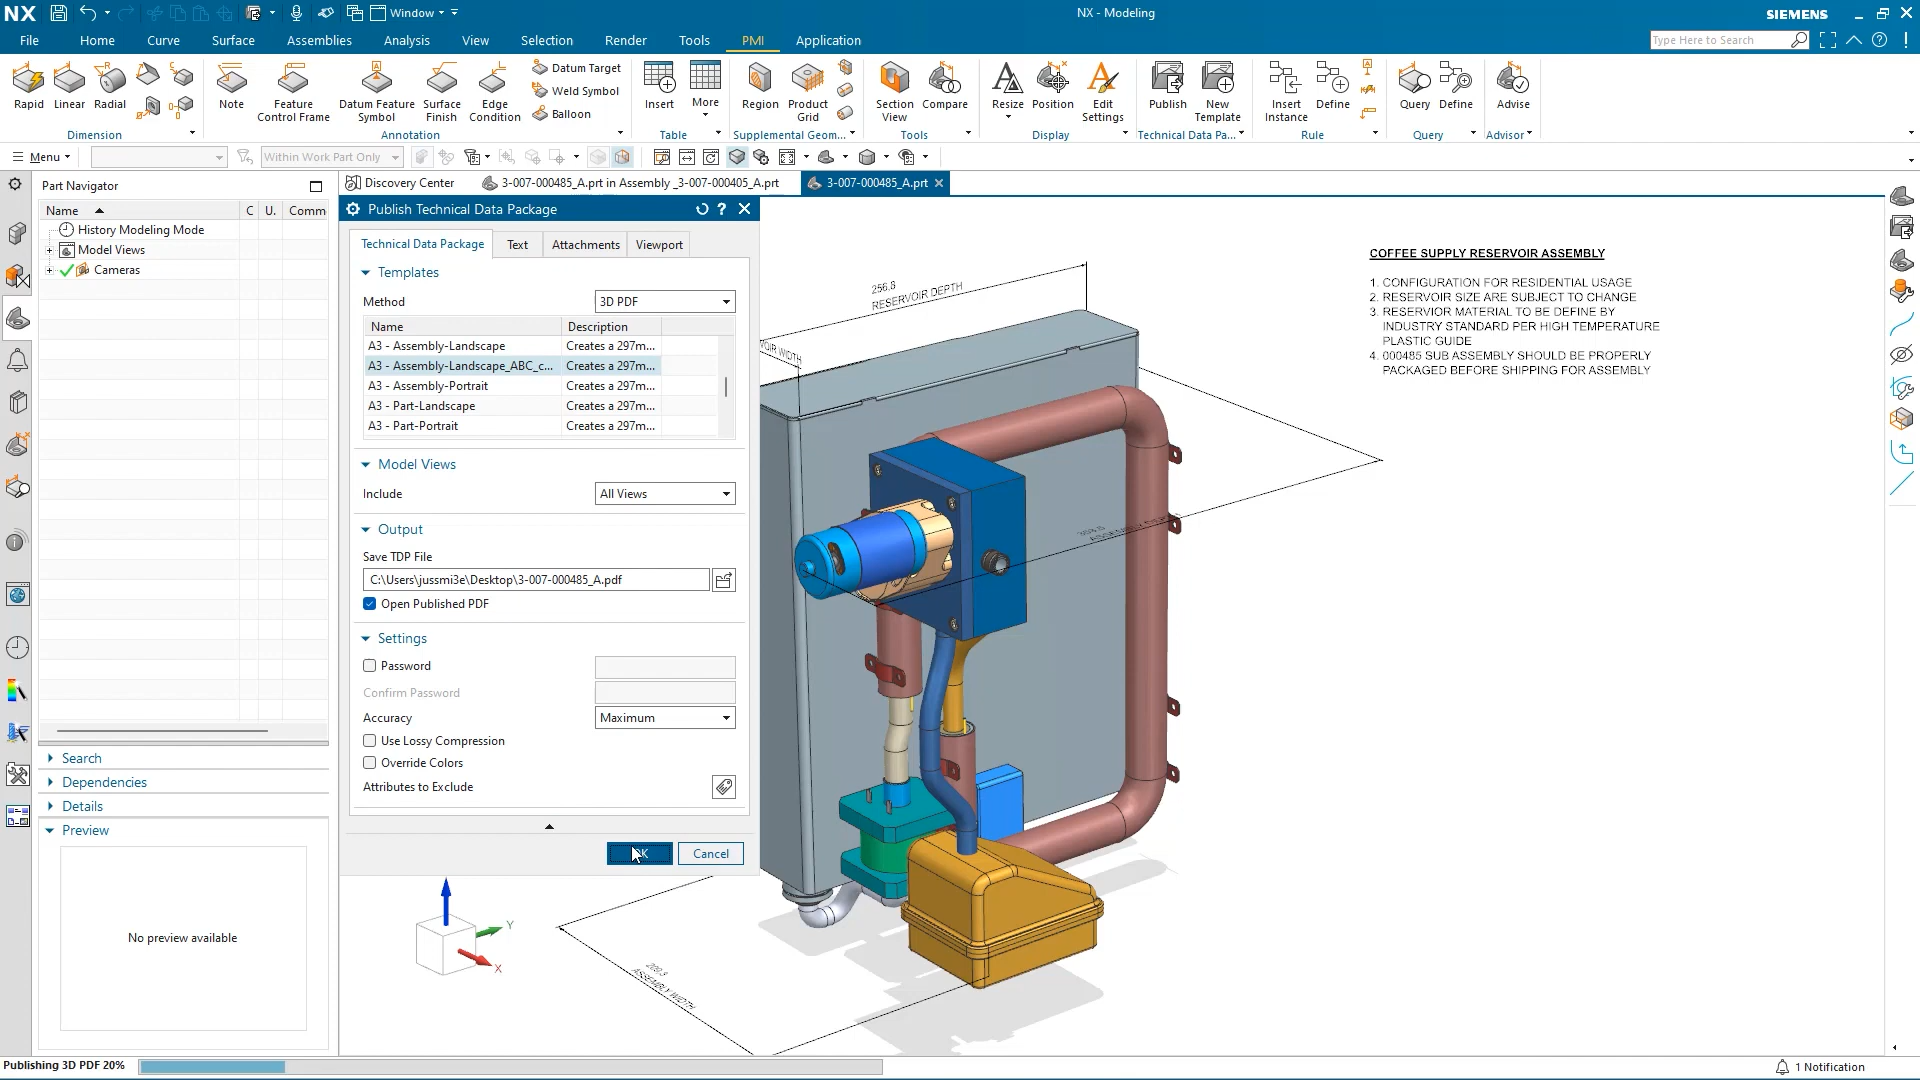 NX
Window
NX - Modeling
SIEMENS
File
Home
Curve
Surface
Assemblies
Analysis
View
Selection
Render
Tools
PMI
Application
Type Here to Search
Rapid
Linear
Radial
Dimension
Note
Feature
Control Frame
Datum Feature
Symbol
Surface
Finish
Edge
Condition
Datum Target
Weld Symbol
Balloon
Annotation
Insert
More
Table
Region
Product
Grid
Supplemental Geom...
Section
View
Compare
Tools
Resize
Position
Edit
Settings
Display
Publish
New
Template
Technical Data Pa...
Insert
Instance
Define
Rule
Query
Define
Query
Advise
Advisor
Menu
Within Work Part Only
Part Navigator
Discovery Center
3-007-000485_A.prt in Assembly _3-007-000405_A.prt
3-007-000485_A.prt
Name
C
U.
Comm
History Modeling Mode
Model Views
Cameras
Search
Dependencies
Details
Preview
No preview available
Publish Technical Data Package
Technical Data Package
Text
Attachments
Viewport
Templates
Method
3D PDF
Name
Description
A3 - Assembly-Landscape
Creates a 297m...
A3 - Assembly-Landscape_ABC_c...
Creates a 297m...
A3 - Assembly-Portrait
Creates a 297m...
A3 - Part-Landscape
Creates a 297m...
A3 - Part-Portrait
Creates a 297m...
Model Views
Include
All Views
Output
Save TDP File
C:\Users\jussmi3e\Desktop\3-007-000485_A.pdf
Open Published PDF
Settings
Password
Confirm Password
Accuracy
Maximum
Use Lossy Compression
Override Colors
Attributes to Exclude
Cancel
256.8
RESERVOIR DEPTH
WIDTH
COFFEE SUPPLY RESERVOIR ASSEMBLY
1. CONFIGURATION FOR RESIDENTIAL USAGE
2. RESERVOIR SIZE ARE SUBJECT TO CHANGE
3. RESERVIOR MATERIAL TO BE DEFINE BY
INDUSTRY STANDARD PER HIGH TEMPERATURE
PLASTIC GUIDE
4. 000485 SUB ASSEMBLY SHOULD BE PROPERLY
PACKAGED BEFORE SHIPPING FOR ASSEMBLY
ASSEMBLY WIDTH
Y
X
Publishing 3D PDF 20%
1 Notification